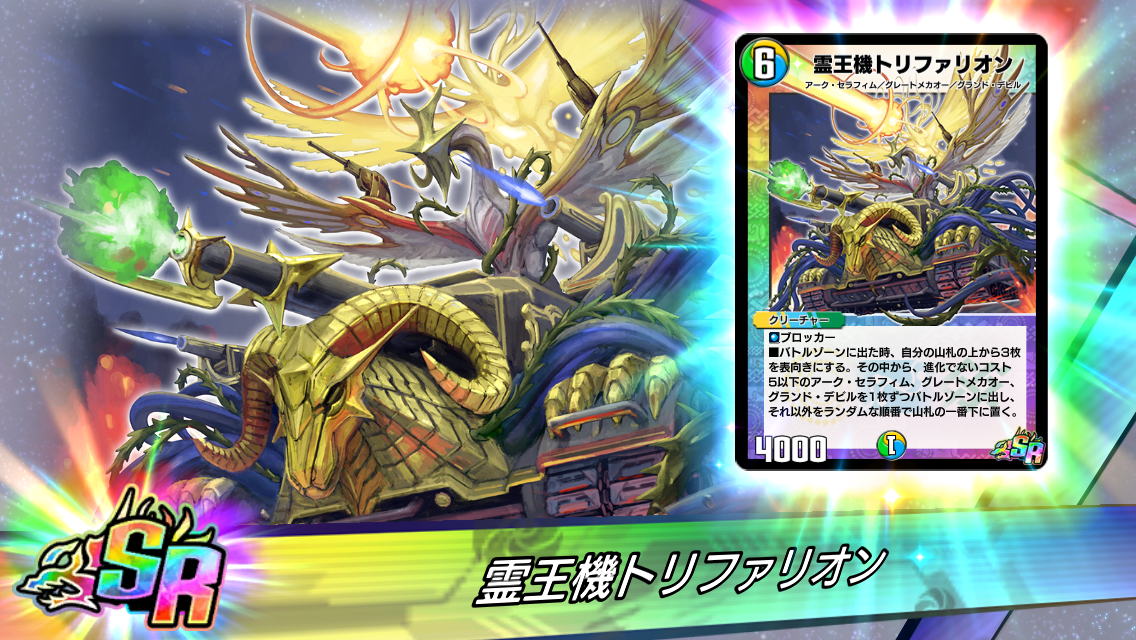 6
霊王機トリファリオン
アーク・セラフィム／グレートメカオー／グランド・デビル
クリーチャー
ブロッカー
■バトルゾーンに出た時、自分の山札の上から3枚
を表向きにする。その中から、進化でないコスト
5以下のアーク・セラフィム、グレートメカオー、
グランド・デビルを1枚ずつバトルゾーンに出し、
それ以外をランダムな順番で山札の一番下に置く。
4000
I
SR
SR
霊王機トリファリオン